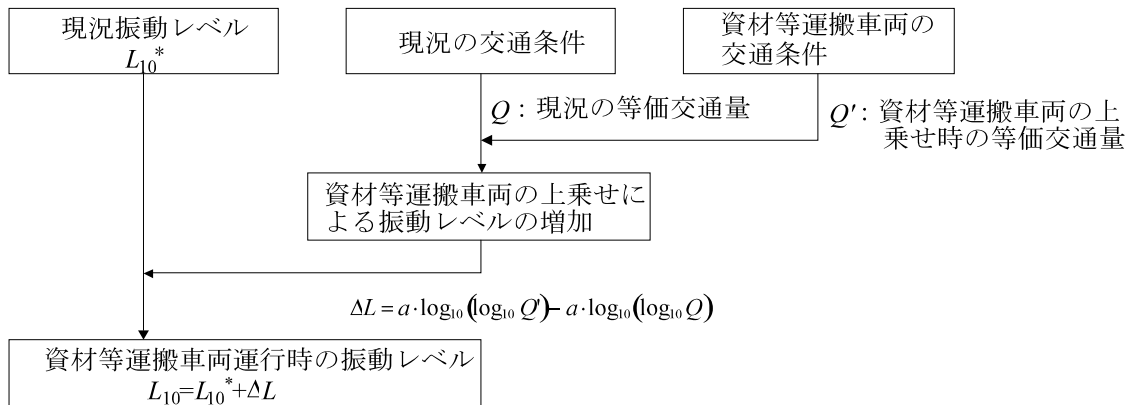 現況振動レベル
L₁₀*
現況の交通条件
資材等運搬車両の
交通条件
Q：現況の等価交通量
Q'：資材等運搬車両の上
乗せ時の等価交通量
資材等運搬車両の上乗せに
よる振動レベルの増加
ΔL = a·log₁₀(log₁₀ Q') − a·log₁₀(log₁₀ Q)
資材等運搬車両運行時の振動レベル
L₁₀=L₁₀*+ΔL